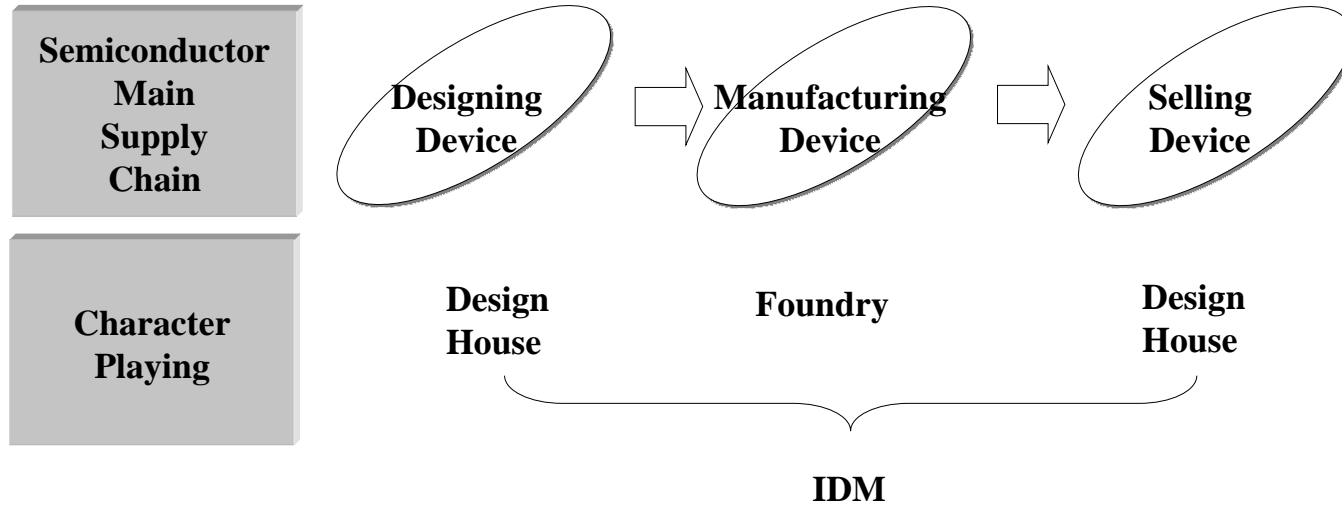 Semiconductor
Main
Supply
Chain
Designing
Device
Manufacturing
Device
Selling
Device
Character
Playing
Design
House
Foundry
Design
House
IDM